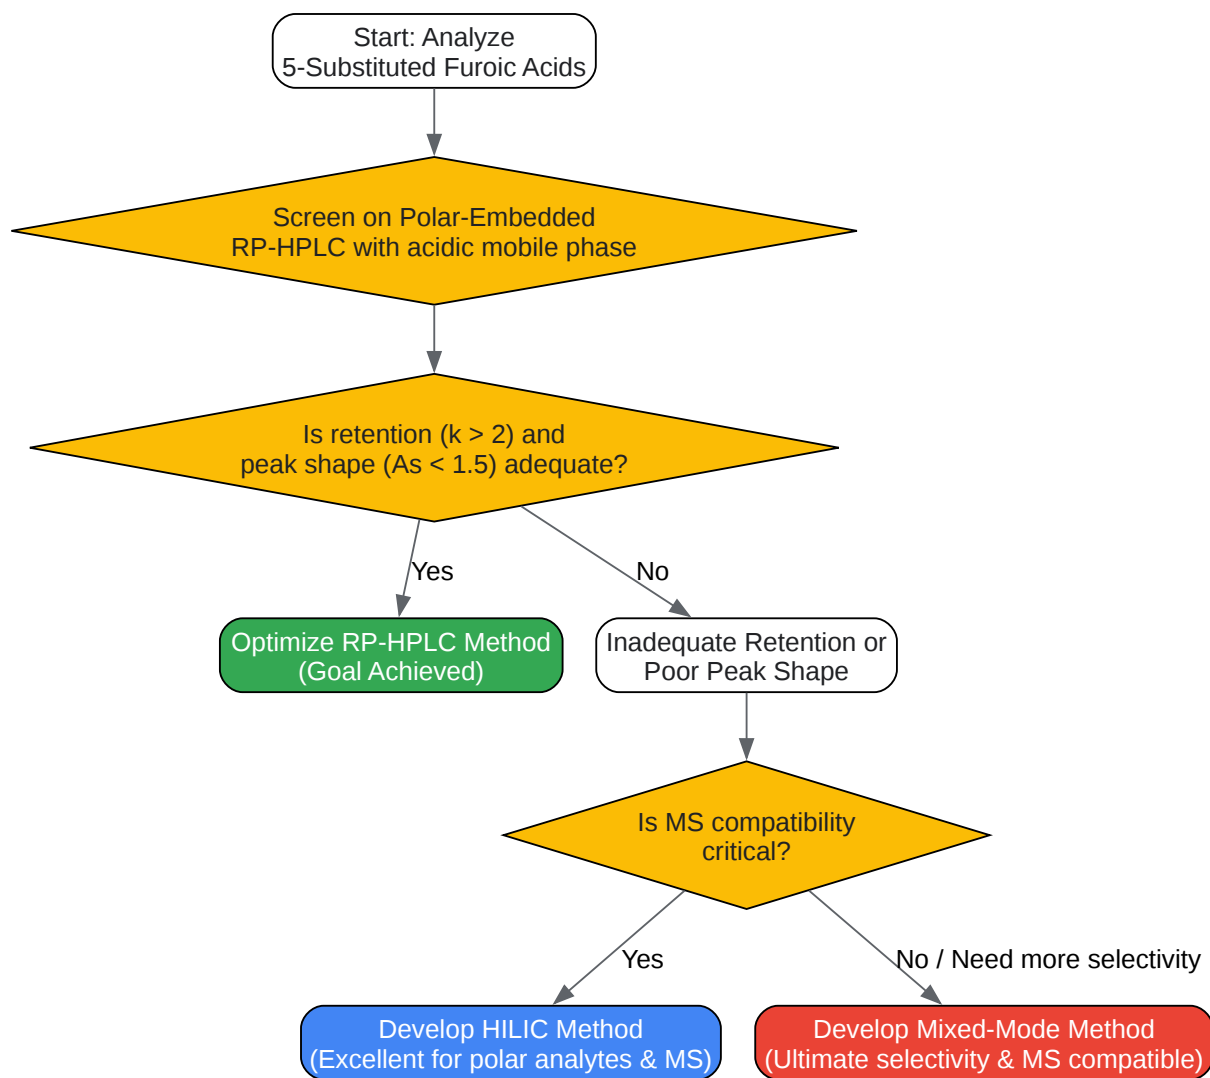 Start: Analyze
5-Substituted Furoic Acids
Screen on Polar-Embedded
RP-HPLC with acidic mobile phase
Is retention (k > 2) and
peak shape (As < 1.5) adequate?
Yes
No
Optimize RP-HPLC Method
(Goal Achieved)
Inadequate Retention or
Poor Peak Shape
Is MS compatibility
critical?
Yes
No / Need more selectivity
Develop HILIC Method
(Excellent for polar analytes & MS)
Develop Mixed-Mode Method
(Ultimate selectivity & MS compatible)